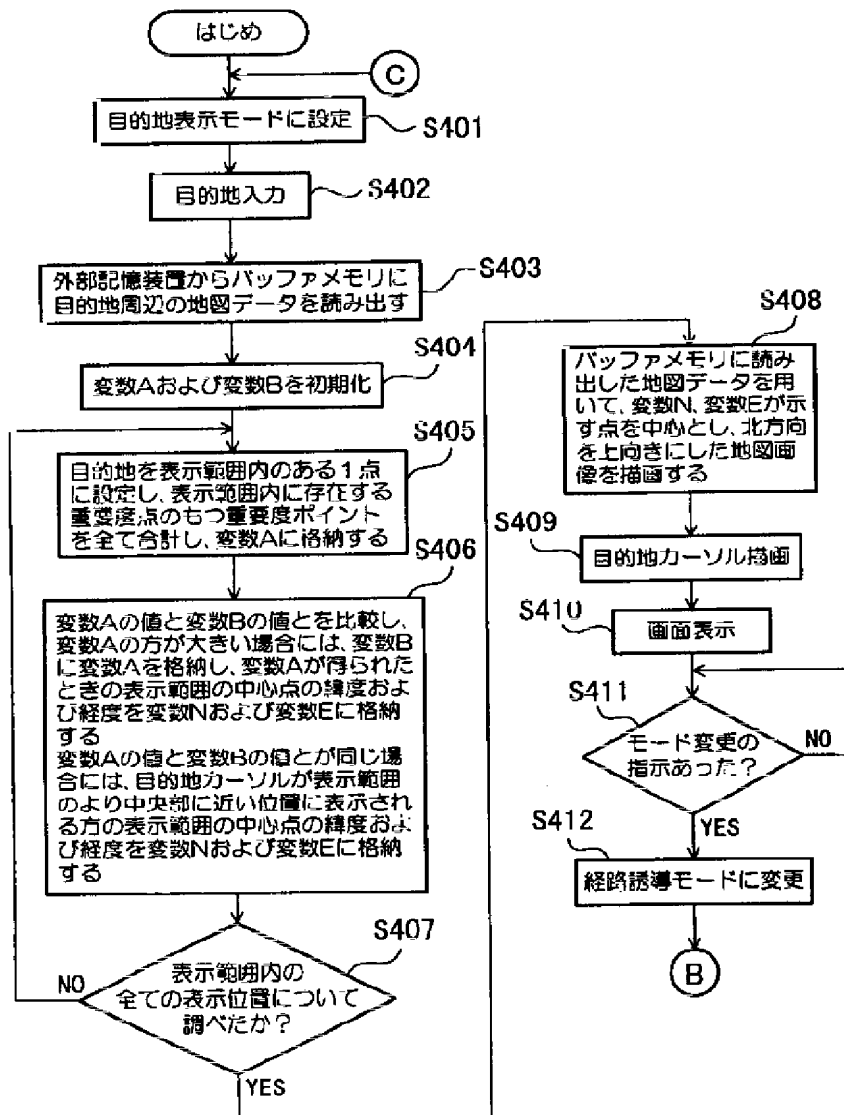 はじめ
C
目的地表示モードに設定
S401
目的地入力
S402
外部記憶装置からバッファメモリに
目的地周辺の地図データを読み出す
S403
変数Aおよび変数Bを初期化
S404
目的地を表示範囲内のある1点
に設定し、表示範囲内に存在する
重要度点のもつ重要度ポイント
を全て合計し、変数Aに格納する
S405
変数Aの値と変数Bの値とを比較し、
変数Aの方が大きい場合には、変数B
に変数Aを格納し、変数Aが得られた
ときの表示範囲の中心点の緯度およ
び経度を変数Nおよび変数Eに格納
する
変数Aの値と変数Bの値とが同じ場
合には、目的地カーソルが表示範囲
のより中央部に近い位置に表示され
る方の表示範囲の中心点の緯度およ
び経度を変数Nおよび変数Eに格納
する
S406
表示範囲内の
全ての表示位置について
調べたか?
S407
NO
YES
S408
バッファメモリに読み
出した地図データを用
いて、変数N、変数Eが示
す点を中心とし、北方向
を上向きにした地図画
像を描画する
S409
目的地カーソル描画
S410
画面表示
S411
モード変更の
指示あった?
NO
YES
S412
経路誘導モードに変更
B